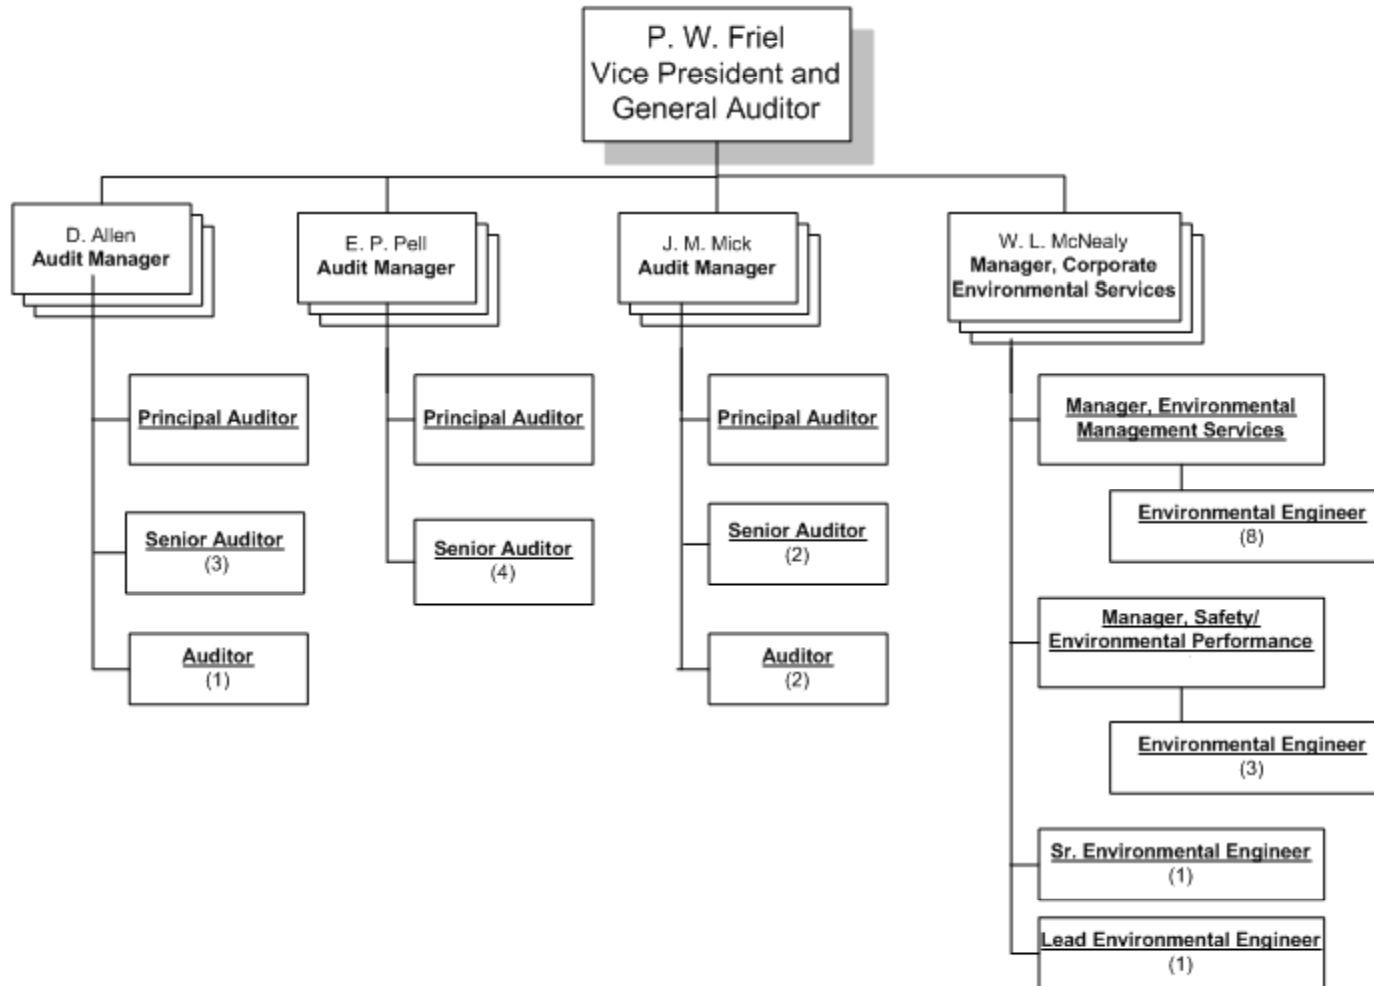 P. W. Friel
Vice President and
General Auditor
D. Allen
Audit Manager
E. P. Pell
Audit Manager
J. M. Mick
Audit Manager
W. L. McNealy
Manager, Corporate
Environmental Services
Principal Auditor
Senior Auditor
(3)
Auditor
(1)
Principal Auditor
Senior Auditor
(4)
Principal Auditor
Senior Auditor
(2)
Auditor
(2)
Manager, Environmental
Management Services
Environmental Engineer
(8)
Manager, Safety/
Environmental Performance
Environmental Engineer
(3)
Sr. Environmental Engineer
(1)
Lead Environmental Engineer
(1)